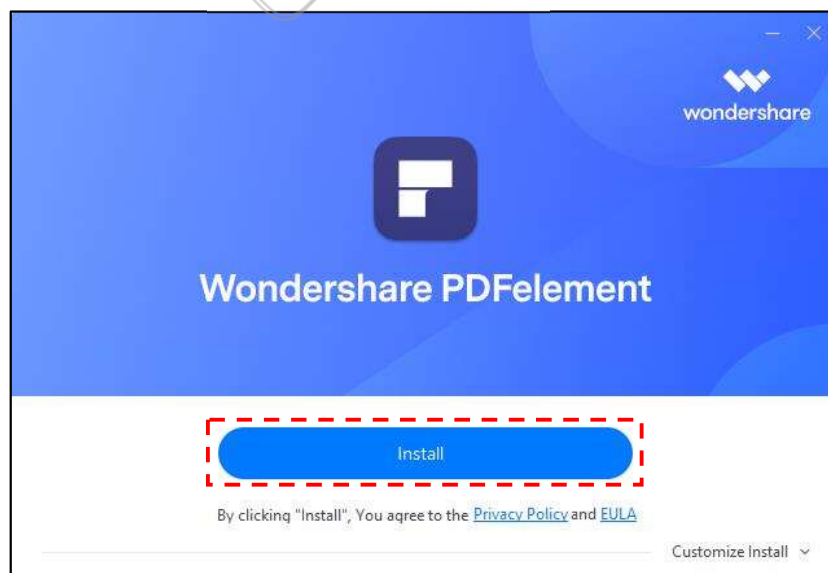 wondershare
Wondershare PDFelement
Install
By clicking "Install", You agree to the Privacy Policy and EULA
Customize Install